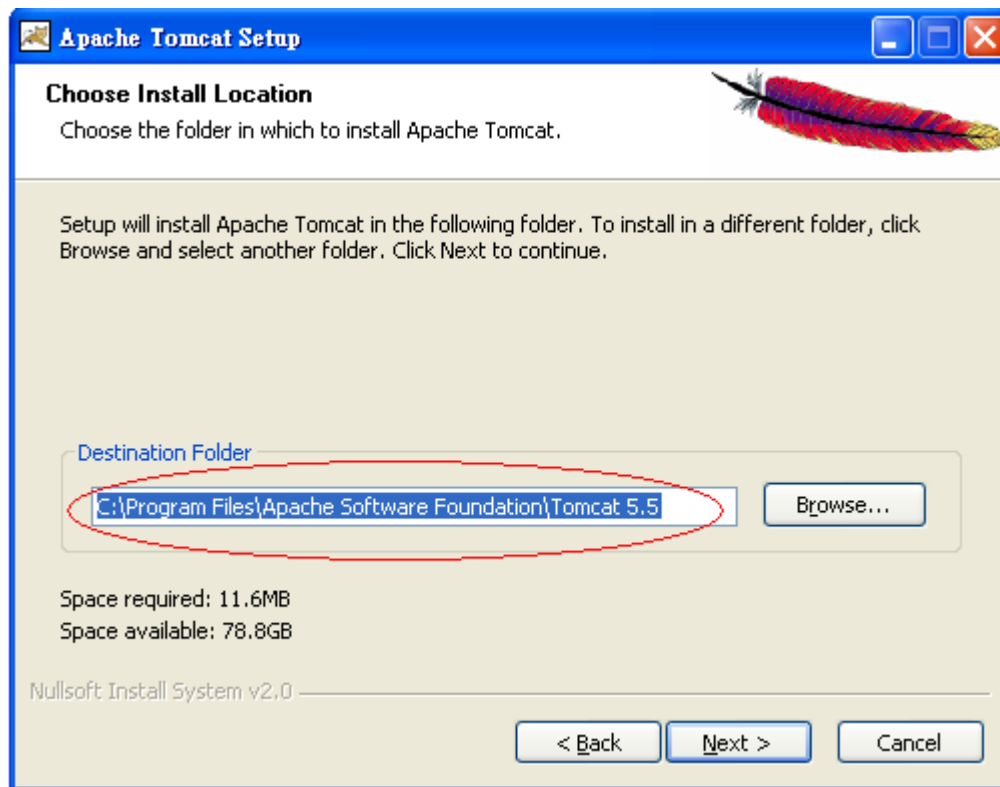 Apache Tomcat Setup
Choose Install Location
Choose the folder in which to install Apache Tomcat.
Setup will install Apache Tomcat in the following folder. To install in a different folder, click
Browse and select another folder. Click Next to continue.
Destination Folder
C:\Program Files\Apache Software Foundation\Tomcat 5.5
Browse...
Space required: 11.6MB
Space available: 78.8GB
Nullsoft Install System v2.0
< Back
Next >
Cancel